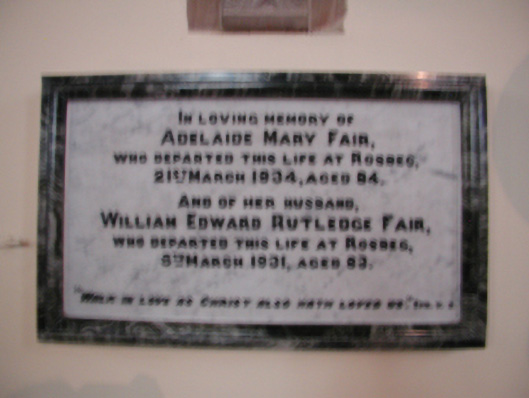 IN LOVING MEMORY OF
ADELAIDE MARY FAIR,
WHO DEPARTED THIS LIFE AT ROSBEG,
21ST MARCH 1934, AGED 84.
AND OF HER HUSBAND,
WILLIAM EDWARD RUTLEDGE FAIR,
WHO DEPARTED THIS LIFE AT ROSBEG,
MARCH 1931, AGED 83.
"WALK IN LOVE AS CHRIST ALSO HATH LOVED US."